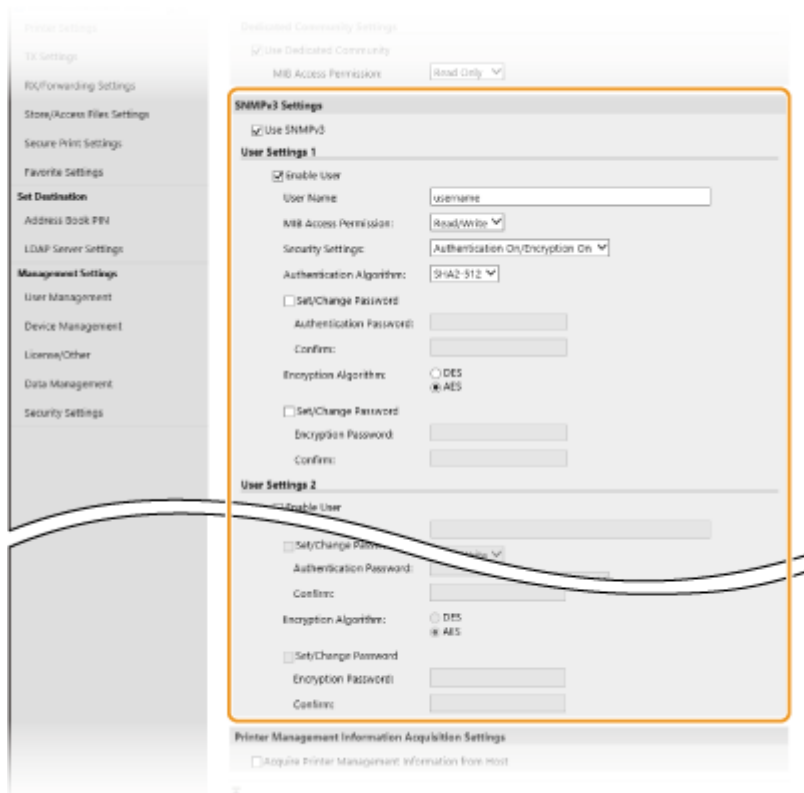 Printer Settings
TX Settings
RX/Forwarding Settings
Store/Access Files Settings
Secure Print Settings
Favorite Settings
Set Destination
Address Book PIN
LDAP Server Settings
Management Settings
User Management
Device Management
License/Other
Data Management
Security Settings
Dedicated Community Settings
Use Dedicated Community
MIB Access Permission: Read Only
SNMPv3 Settings
Use SNMPv3
User Settings 1
Enable User
User Name: username
MIB Access Permission: Read/Write
Security Settings: Authentication On/Encryption On
Authentication Algorithm: SHA2-512
Set/Change Password
Authentication Password:
Confirm:
Encryption Algorithm: DES
AES
Set/Change Password
Encryption Password:
Confirm:
User Settings 2
Enable User
Set/Change
Authentication Password:
Confirm:
Encryption Algorithm: DES
AES
Set/Change Password
Encryption Password:
Confirm:
Printer Management Information Acquisition Settings
Acquire Printer Management Information from Host